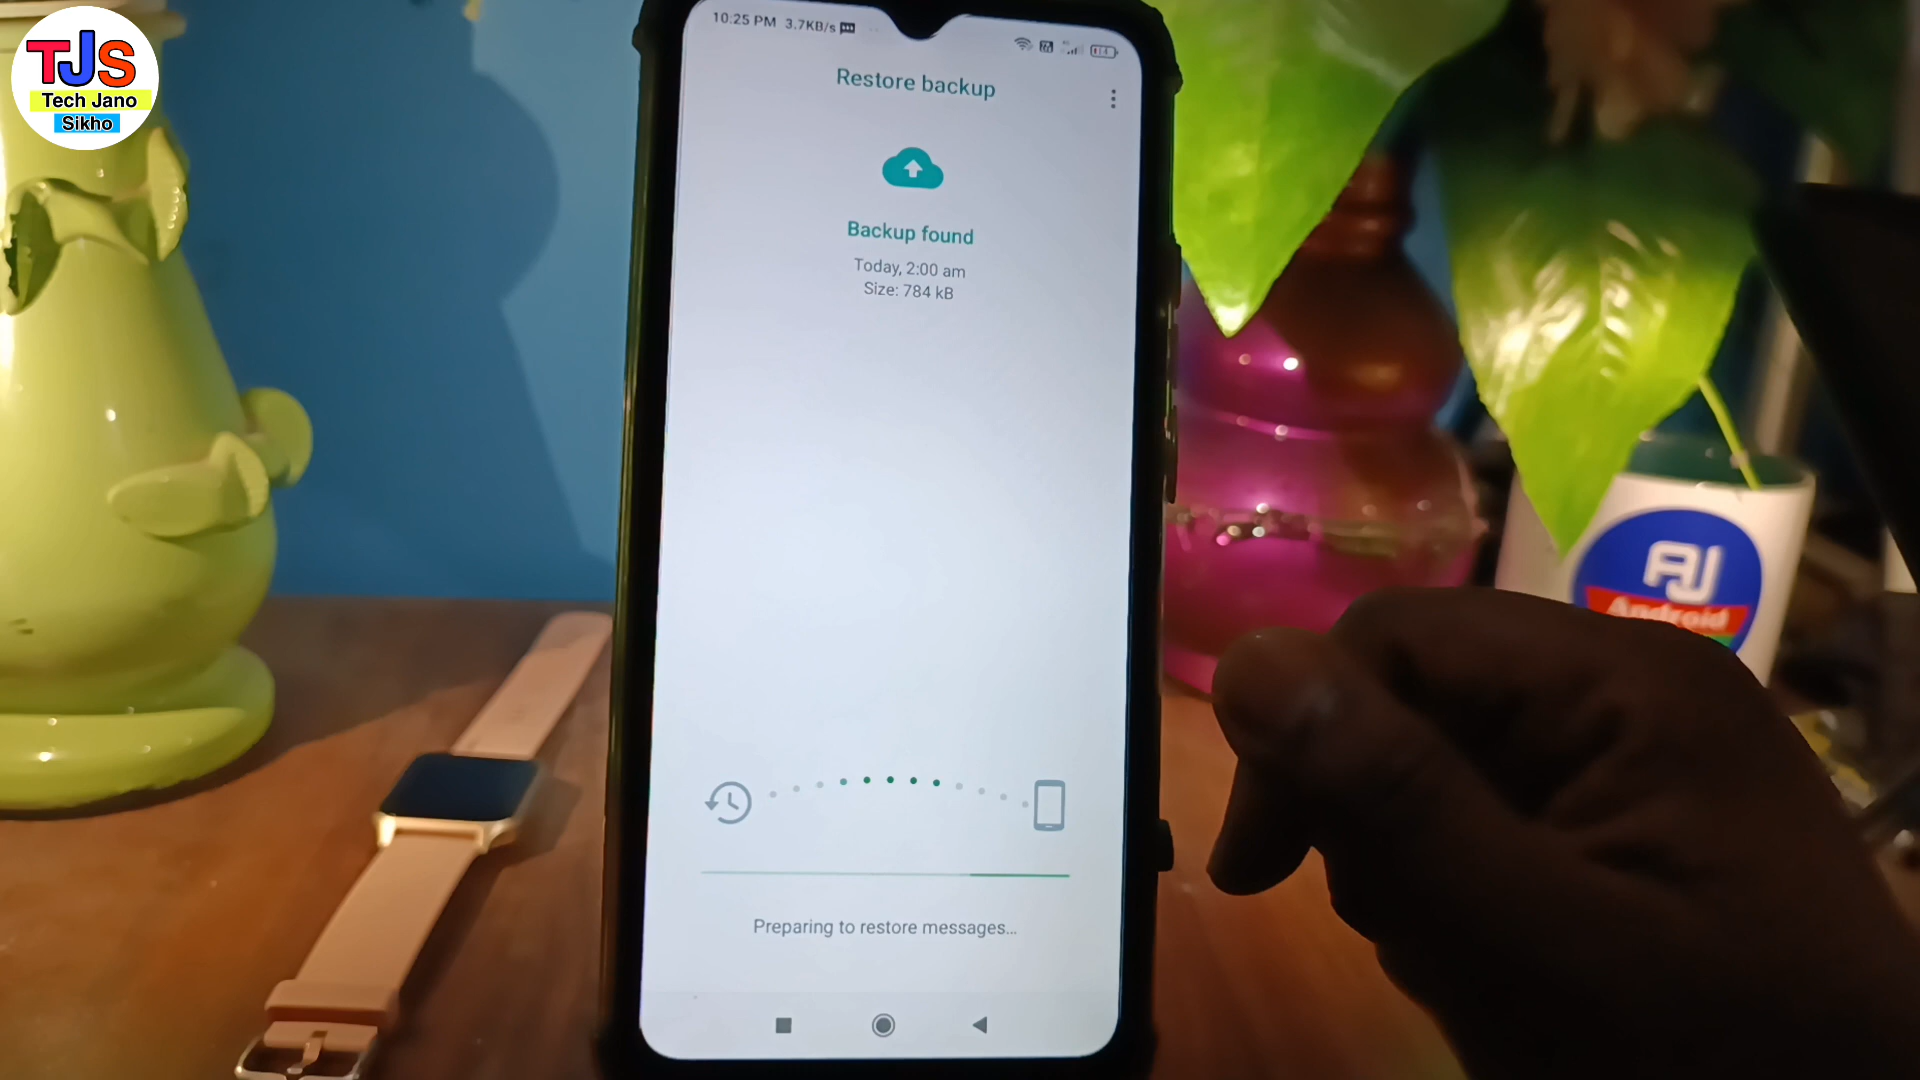 TJS
Tech Jano
Sikho
10:25 PM 3.7KB/s
Restore backup
Backup found
Today, 2:00 am
Size: 784 kB
Preparing to restore messages...
AJ
Android